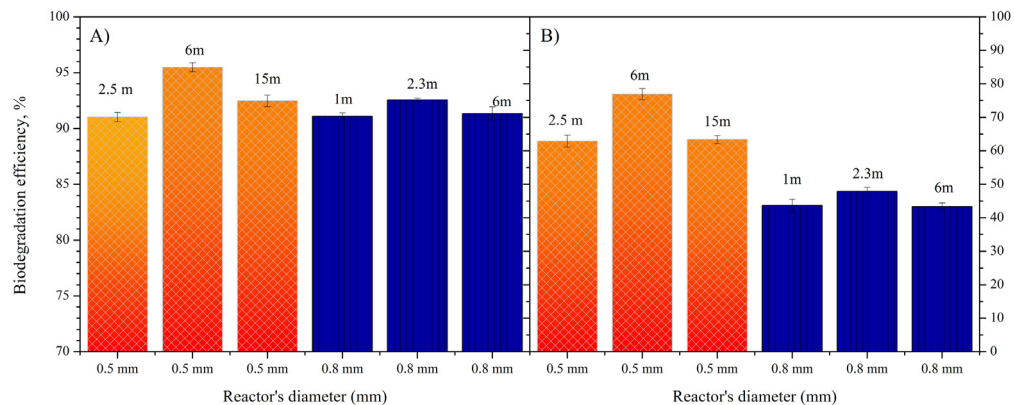 A)
B)
Biodegradation efficiency, %
100
95
90
85
80
75
70
2.5 m
6m
15m
1m
2.3m
6m
0.5 mm
0.5 mm
0.5 mm
0.8 mm
0.8 mm
0.8 mm
Reactor's diameter (mm)
2.5 m
6m
15m
1m
2.3m
6m
0.5 mm
0.5 mm
0.5 mm
0.8 mm
0.8 mm
0.8 mm
Reactor's diameter (mm)
100
90
80
70
60
50
40
30
20
10
0